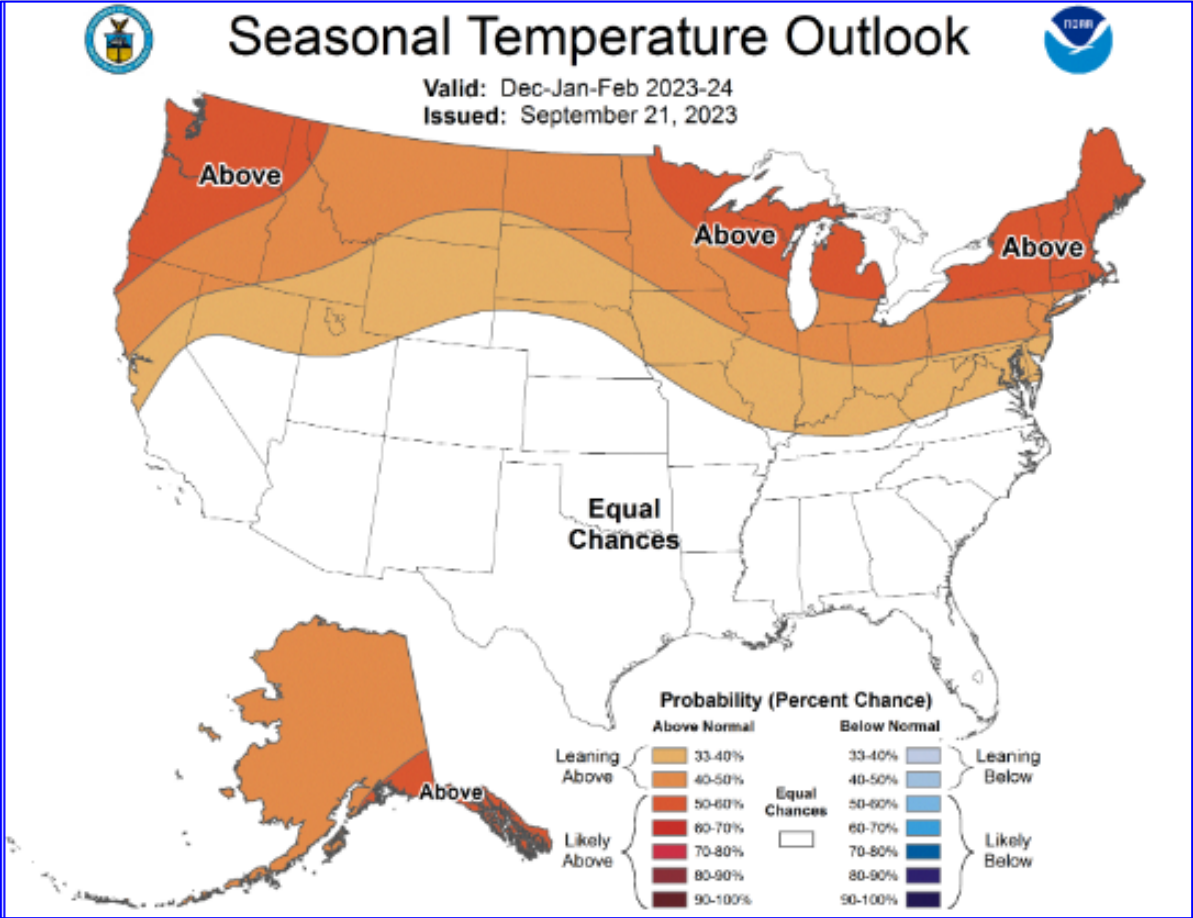 Seasonal Temperature Outlook
NOAA
Valid: Dec-Jan-Feb 2023-24
Issued: September 21, 2023
Above
Above
Above
Equal
Chances
Above
Probability (Percent Chance)
Above Normal
Below Normal
Leaning
Above
33-40%
40-50%
50-60%
60-70%
70-80%
80-90%
90-100%
Likely
Above
Equal
Chances
33-40%
40-50%
50-60%
60-70%
70-80%
80-90%
90-100%
Leaning
Below
Likely
Below